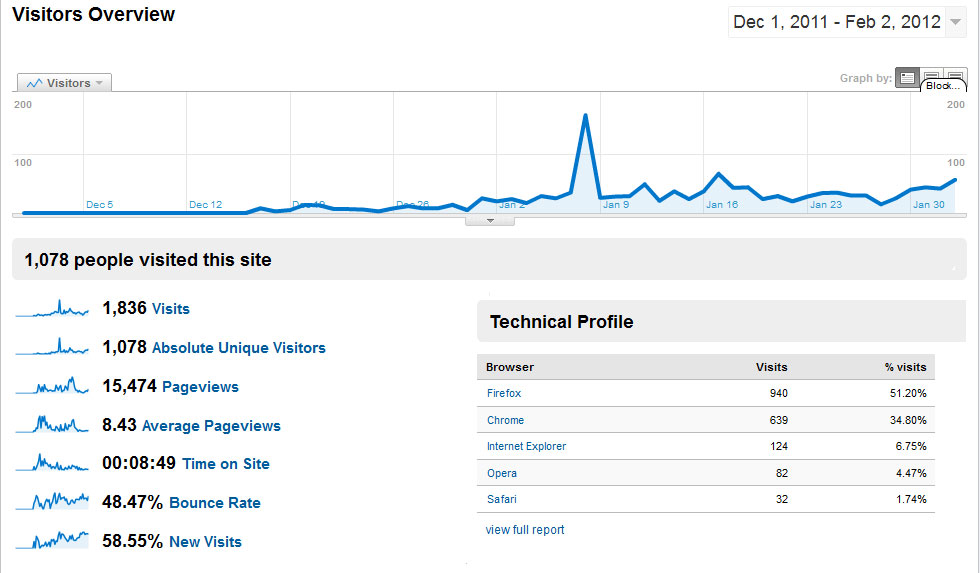 Visitors Overview
Dec 1, 2011 - Feb 2, 2012
Visitors
Graph by:
Block...
200
200
100
100
Dec 5
Dec 12
Dec 19
Dec 26
Jan 2
Jan 9
Jan 16
Jan 23
Jan 30
1,078 people visited this site
1,836 Visits
1,078 Absolute Unique Visitors
15,474 Pageviews
8.43 Average Pageviews
00:08:49 Time on Site
48.47% Bounce Rate
58.55% New Visits
Technical Profile
Browser Visits % visits
Firefox 940 51.20%
Chrome 639 34.80%
Internet Explorer 124 6.75%
Opera 82 4.47%
Safari 32 1.74%
view full report